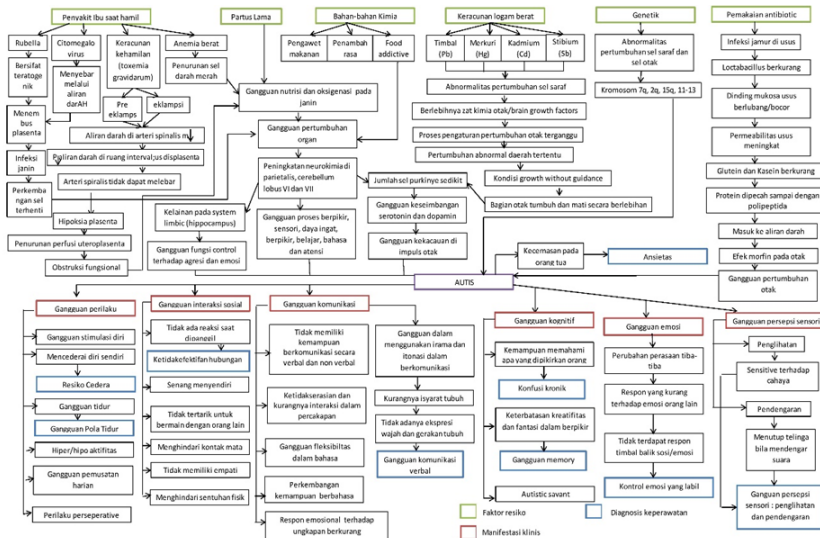 Penyakit Ibu saat hamil
Partus Lama
Bahan-bahan Kimia
Keracunan logam berat
Genetik
Pemakaian antibiotic
Rubella
Citomegalo
virus
Keracunan
kehamilan
(toxemia
gravidarum)
Anemia berat
Bersifat
teratoge
nik
Menyebar
melalui
aliran
darAH
Penurunan sel
darah merah
Pre
eklamps
eklampsi
Menem
bus
plasenta
Aliran darah di arteri spinalis
Infeksi
janin
aliran darah di ruang interval;us displasenta
Perkemba
ngan sel
terhenti
Arteri spiralis tidak dapat melebar
Hipoksia plasenta
Penurunan perfusi uteroplasenta
Obstruksi fungsional
Pengawet
makanan
Penambah
rasa
Food
addictive
Gangguan nutrisi dan oksigenasi pada
janin
Gangguan pertumbuhan
organ
Peningkatan neurokimia di
parietalis, cerebellum
lobus VI dan VII
Kelainan pada system
limbic (hippocampus)
Gangguan fungsi control
terhadap agresi dan emosi
Gangguan proses berpikir,
sensori, daya ingat,
berpikir, belajar, bahasa
dan atensi
Timbal
(Pb)
Merkuri
(Hg)
Kadmium
(Cd)
Stibium
(Sb)
Abnormalitas pertumbuhan sel saraf
Berlebihnya zat kimia otak/brain growth factors
Proses pengaturan pertumbuhan otak terganggu
Pertumbuhan abnormal daerah tertentu
Kondisi growth without guidance
Bagian otak tumbuh dan mati secara berlebihan
Jumlah sel purkinye sedikit
Gangguan keseimbangan
serotonin dan dopamin
Gangguan kekacauan di
impuls otak
Abnormalitas
pertumbuhan sel saraf dan
sel otak
Kromosom 7q, 2q, 15q, 11-13
Infeksi jamur di usus
Loctabacillus berkurang
Dinding mukosa usus
berlubang/bocor
Permeabilitas usus
meningkat
Glutein dan Kasein berkurang
Protein dipecah sampai dengan
polipeptida
Masuk ke aliran darah
Efek morfin pada otak
Gangguan pertumbuhan
otak
Kecemasan pada
orang tua
Ansietas
AUTIS
Gangguan perilaku
Gangguan stimulasi diri
Mencederai diri sendiri
Resiko Cedera
Gangguan tidur
Gangguan Pola Tidur
Hiper/hipo aktifitas
Gangguan pemusatan
harian
Perilaku perseperative
Gangguan interaksi sosial
Tidak ada reaksi saat
dipanggil
Ketidakefektifan hubungan
Senang menyendiri
Tidak tertarik untuk
bermain dengan orang lain
Menghindari kontak mata
Tidak memiliki empati
Menghindari sentuhan fisik
Gangguan komunikasi
Tidak memiliki
kemampuan
berkomunikasi secara
verbal dan non verbal
Ketidakserasian dan
kurangnya interaksi dalam
percakapan
Gangguan fleksibiltas
dalam bahasa
Perkembangan
kemampuan berbahasa
Respon emosional terhadap
ungkapan berkurang
Gangguan dalam
menggunakan irama dan
itonasi dalam
berkomunikasi
Kurangnya isyarat tubuh
Tidak adanya ekspresi
wajah dan gerakan tubuh
Gangguan komunikasi
verbal
Gangguan kognitif
Kemampuan memahami
apa yang dipikirkan orang
Konfusi kronik
Keterbatasan kreatifitas
dan fantasi dalam berpikir
Gangguan memory
Autistic savant
Gangguan emosi
Perubahan perasaan tiba-
tiba
Respon yang kurang
terhadap emosi orang lain
Tidak terdapat respon
timbal balik sosi/emosi
Kontrol emosi yang labil
Gangguan persepsi sensori
Penglihatan
Sensitive terhadap
cahaya
Pendengaran
Menutup telinga
bila mendengar
suara
Ganguan persepsi
sensori : penglihatan
dan pendengaran
Faktor resiko
Diagnosis keperawatan
Manifestasi klinis